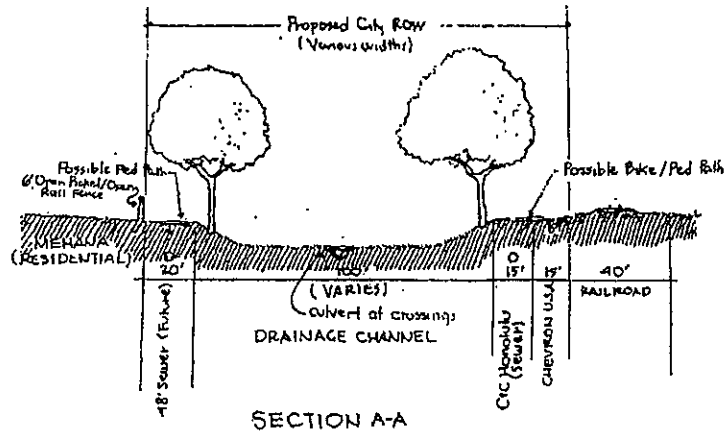 Proposed City ROW
(Various widths)
Possible Ped Path
6' Open Picket/Open
Rail Fence
Possible Bike/Ped Path
MEHANA
(RESIDENTIAL)
20'
100'
(VARIES)
15'
15'
40'
culvert at crossings
DRAINAGE CHANNEL
48" Sewer (Future)
C&C Honolulu
(Sewer)
CHEVRON USA
RAILROAD
SECTION A-A